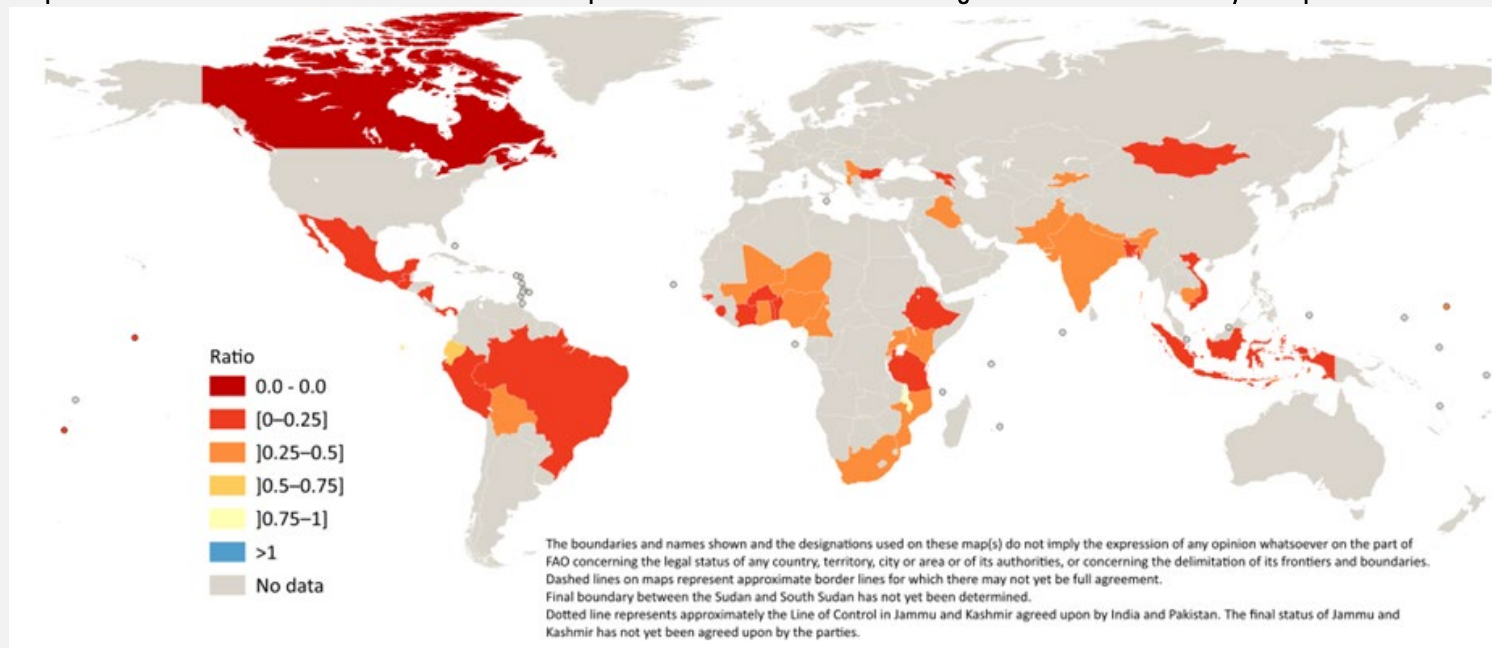 Ratio
0.0 - 0.0
[0–0.25]
]0.25–0.5]
]0.5–0.75]
]0.75–1]
>1
No data
The boundaries and names shown and the designations used on these map(s) do not imply the expression of any opinion whatsoever on the part of
FAO concerning the legal status of any country, territory, city or area or of its authorities, or concerning the delimitation of its frontiers and boundaries.
Dashed lines on maps represent approximate border lines for which there may not yet be full agreement.
Final boundary between the Sudan and South Sudan has not yet been determined.
Dotted line represents approximately the Line of Control in Jammu and Kashmir agreed upon by India and Pakistan. The final status of Jammu and
Kashmir has not yet been agreed upon by the parties.